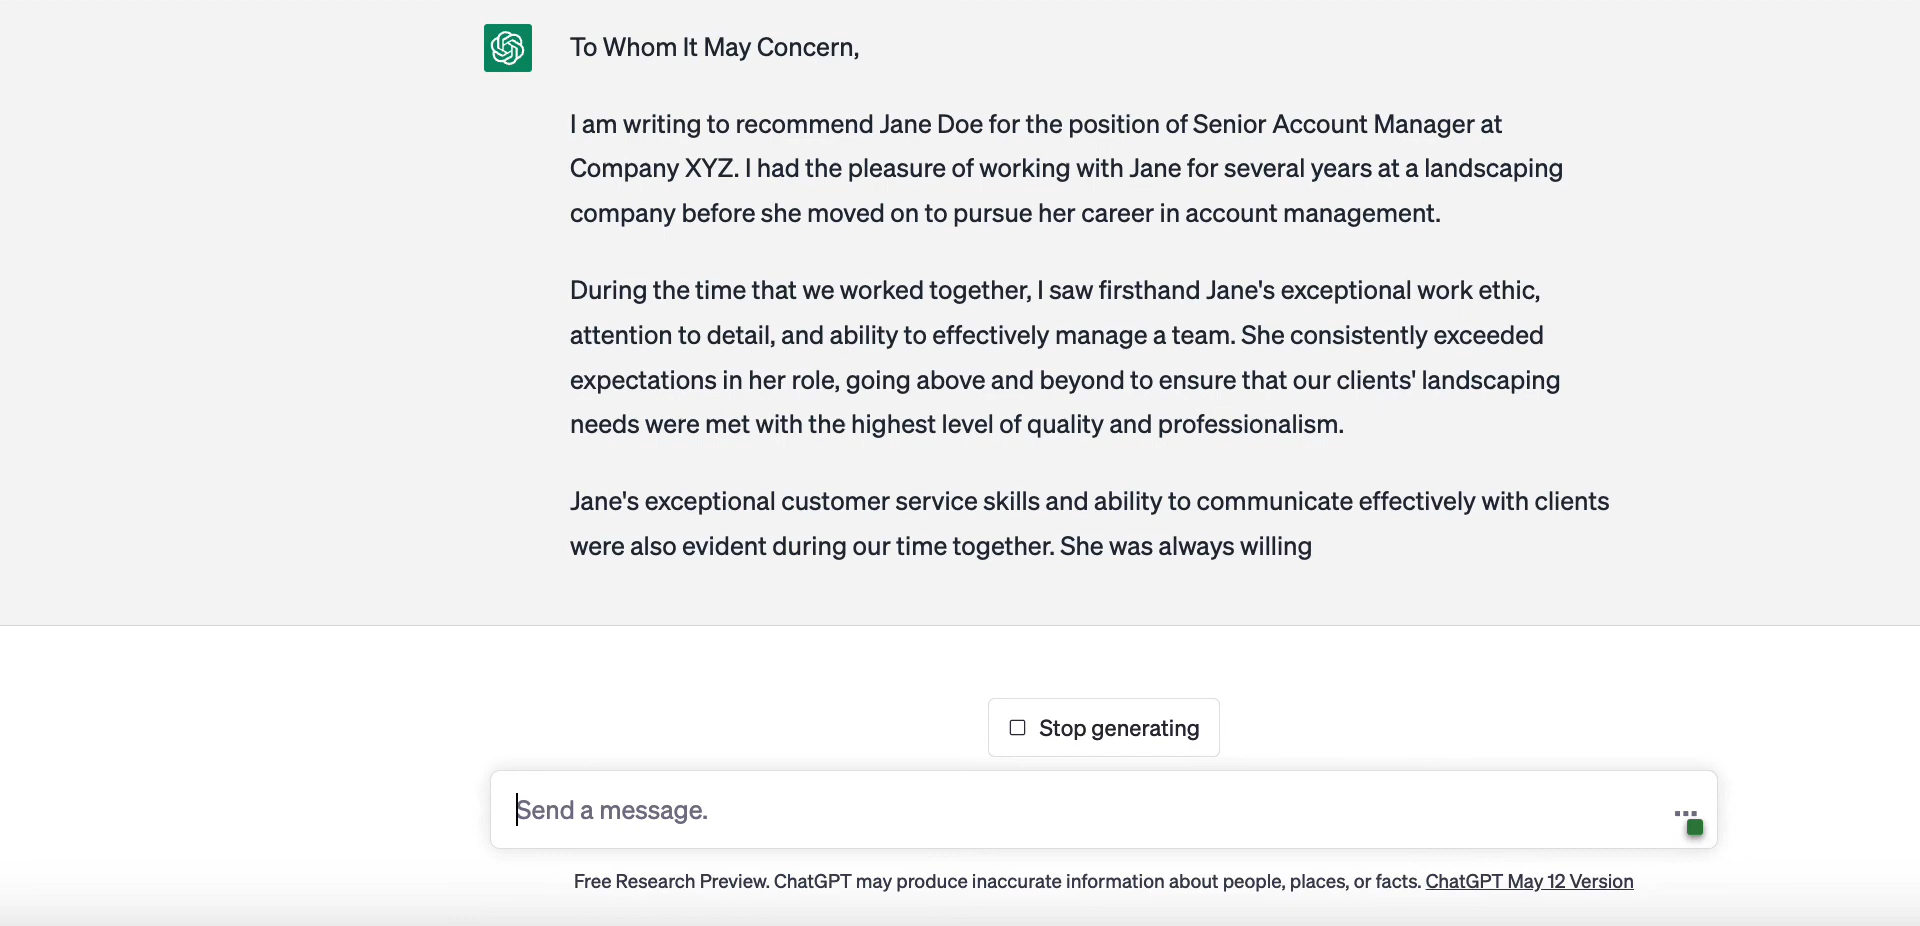 To Whom It May Concern,
I am writing to recommend Jane Doe for the position of Senior Account Manager at
Company XYZ. I had the pleasure of working with Jane for several years at a landscaping
company before she moved on to pursue her career in account management.
During the time that we worked together, I saw firsthand Jane's exceptional work ethic,
attention to detail, and ability to effectively manage a team. She consistently exceeded
expectations in her role, going above and beyond to ensure that our clients' landscaping
needs were met with the highest level of quality and professionalism.
Jane's exceptional customer service skills and ability to communicate effectively with clients
were also evident during our time together. She was always willing
Stop generating
Send a message.
Free Research Preview. ChatGPT may produce inaccurate information about people, places, or facts. ChatGPT May 12 Version